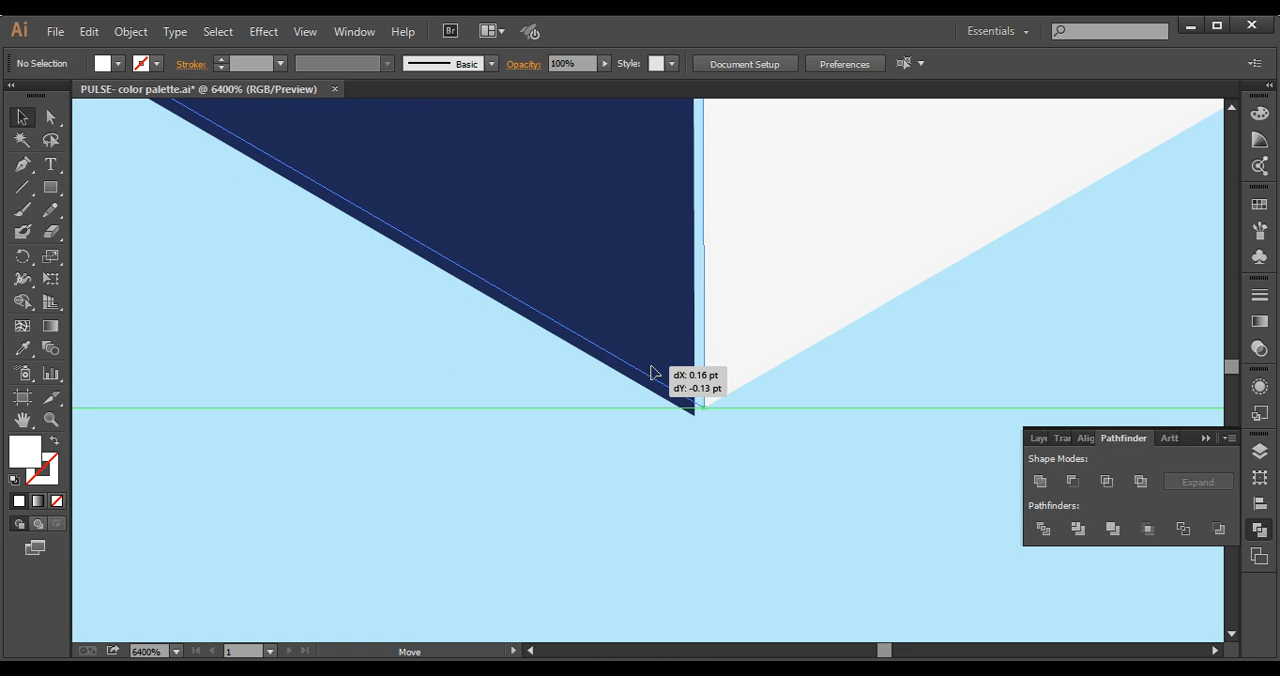 Ai File Edit Object Type Select Effect View Window Help Br Essentials
No Selection Stroke: Basic Opacity: 100% Style: Document Setup Preferences
PULSE- color palette.ai* @ 6400% (RGB/Preview)
dX: 0.16 pt
dY: -0.13 pt
Pathfinder
Shape Modes:
Expand
Pathfinders:
6400% 1 Move